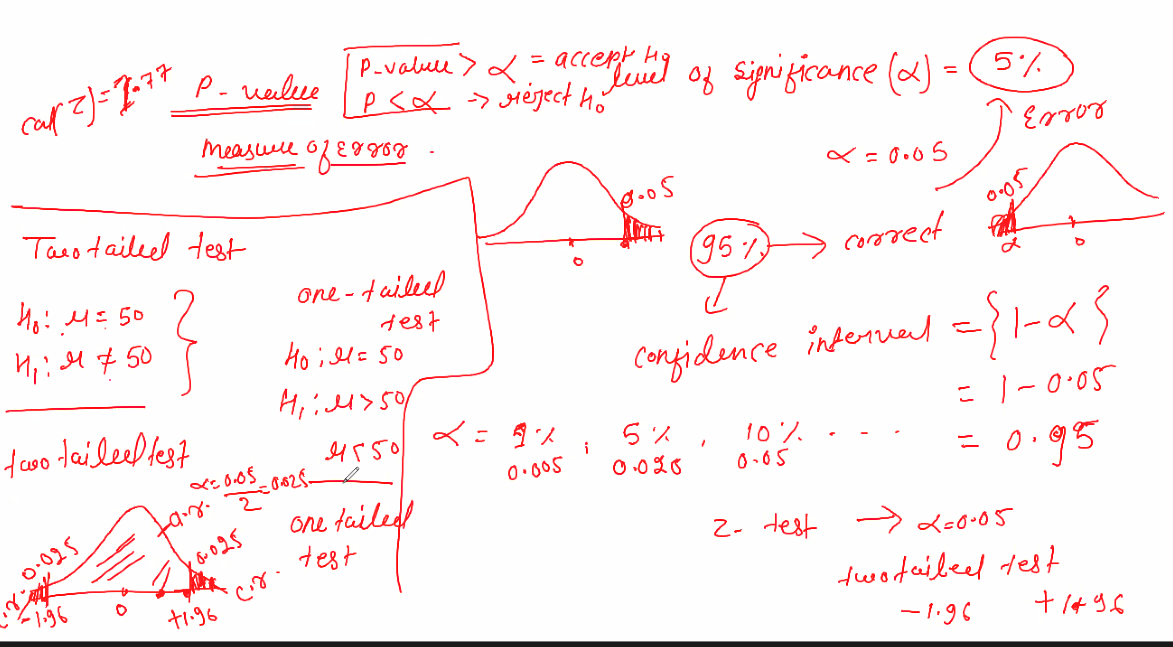 cal(z) = 1.77
P-value
P-value > α = accept H₀
P < α → reject H₀
Measure of Error.
level of significance (α) = 5%
Error
α = 0.05
0.05
0
95% → correct
0.05
α
0
confidence interval = {1-α}
= 1 - 0.05
= 0.95
Two tailed test
H₀: μ = 50
H₁: μ ≠ 50
two tailed test
one-tailed
test
H₀: μ = 50
H₁: μ > 50
μ < 50
one tailed
test
α = 0.05/2 = 0.025
a.r.
0.025
0.025
c.r.
c.r.
-1.96
0
+1.96
α = 1%, 5%, 10% ....
0.005
0.05
z-test → α=0.05
two tailed test
-1.96 +1.96